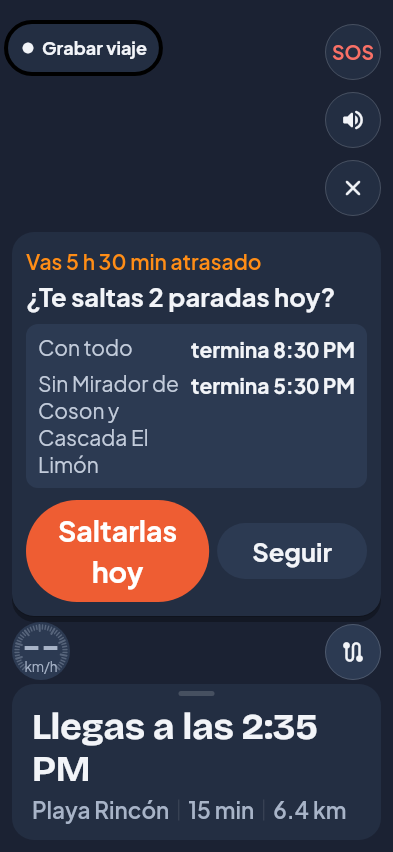 Grabar viaje
SOS
Vas 5 h 30 min atrasado
¿Te saltas 2 paradas hoy?
Con todo termina 8:30 PM
Sin Mirador de termina 5:30 PM
Coson y
Cascada El
Limón
Saltarlas
hoy
Seguir
-- 
km/h
Llegas a las 2:35
PM
Playa Rincón 15 min 6.4 km